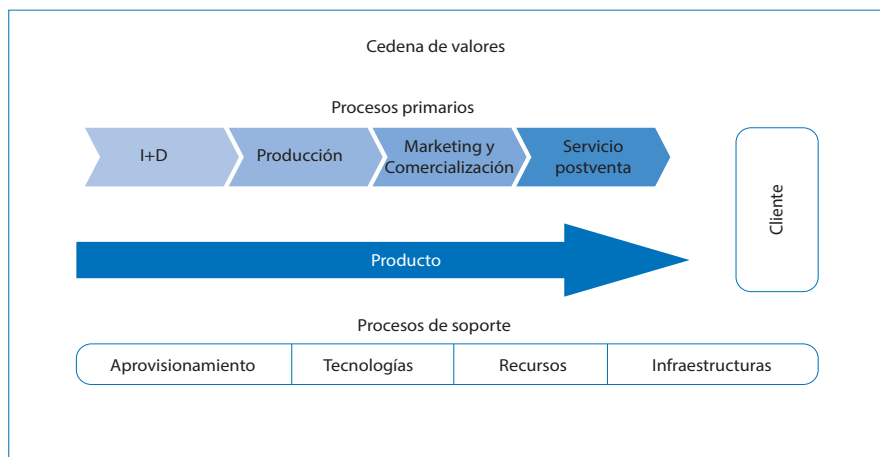 Cedena de valores
Procesos primarios
I+D
Producción
Marketing y
Comercialización
Servicio
postventa
Cliente
Producto
Procesos de soporte
Aprovisionamiento
Tecnologías
Recursos
Infraestructuras